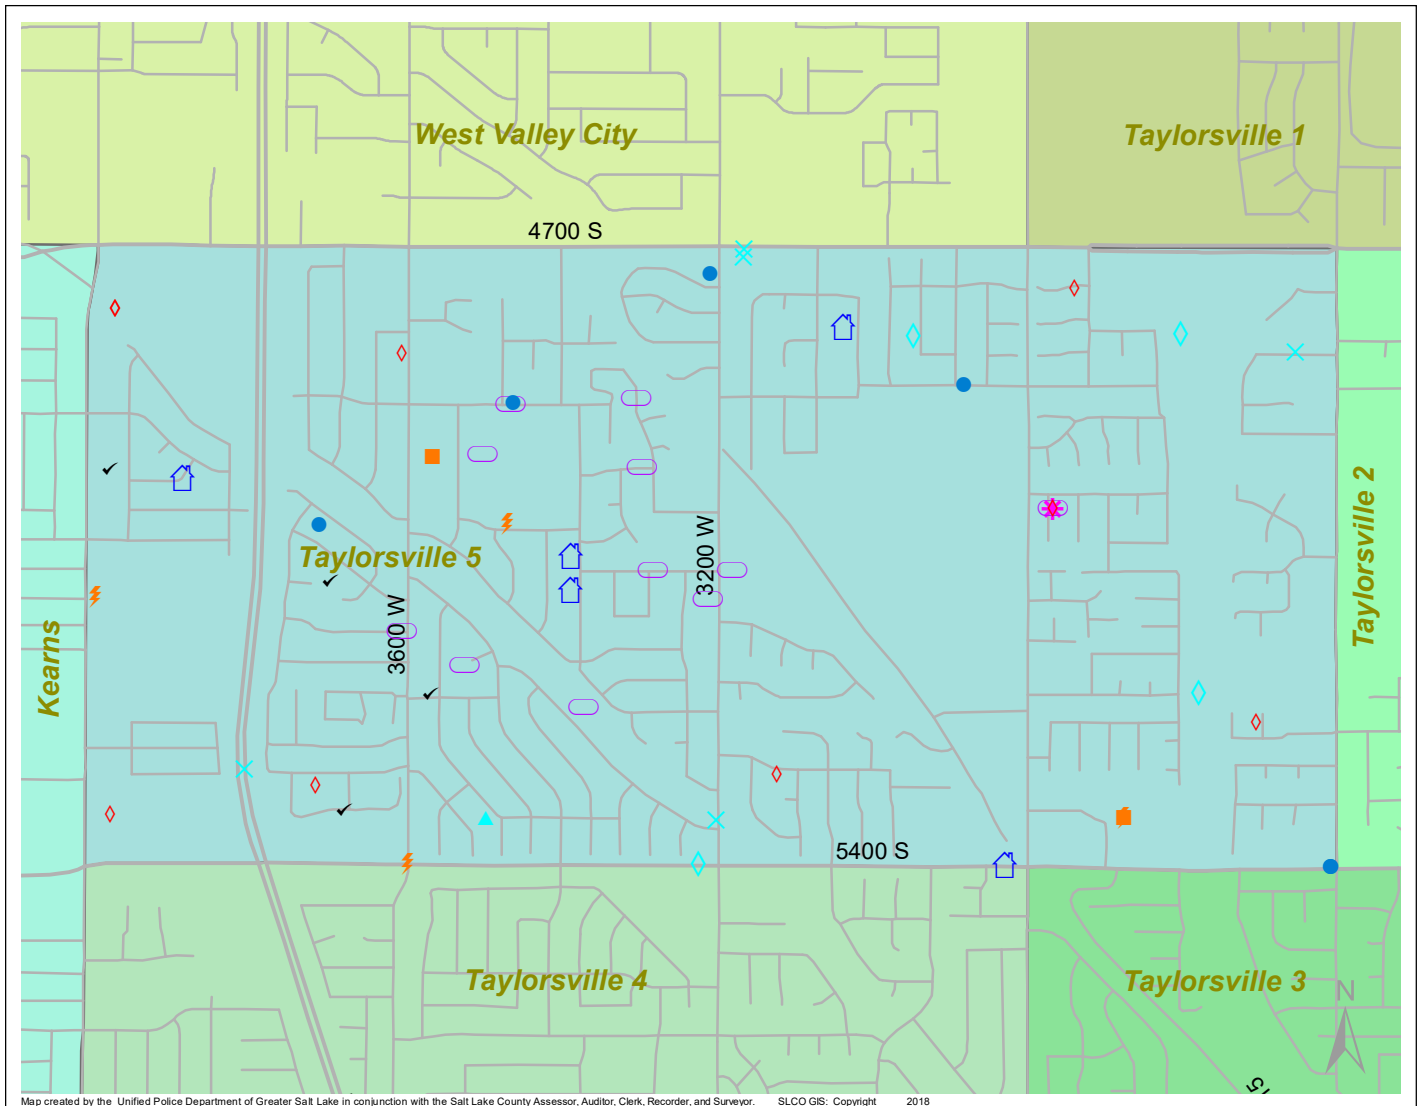 West Valley City
Taylorsville 1
4700 S
Taylorsville 2
3200 W
Taylorsville 5
3600 W
Kearns
5400 S
Taylorsville 4
Taylorsville 3
N
15
Map created by the Unified Police Department of Greater Salt Lake in conjunction with the Salt Lake County Assessor, Auditor, Clerk, Recorder, and Surveyor. SLCO GIS: Copyright 2018